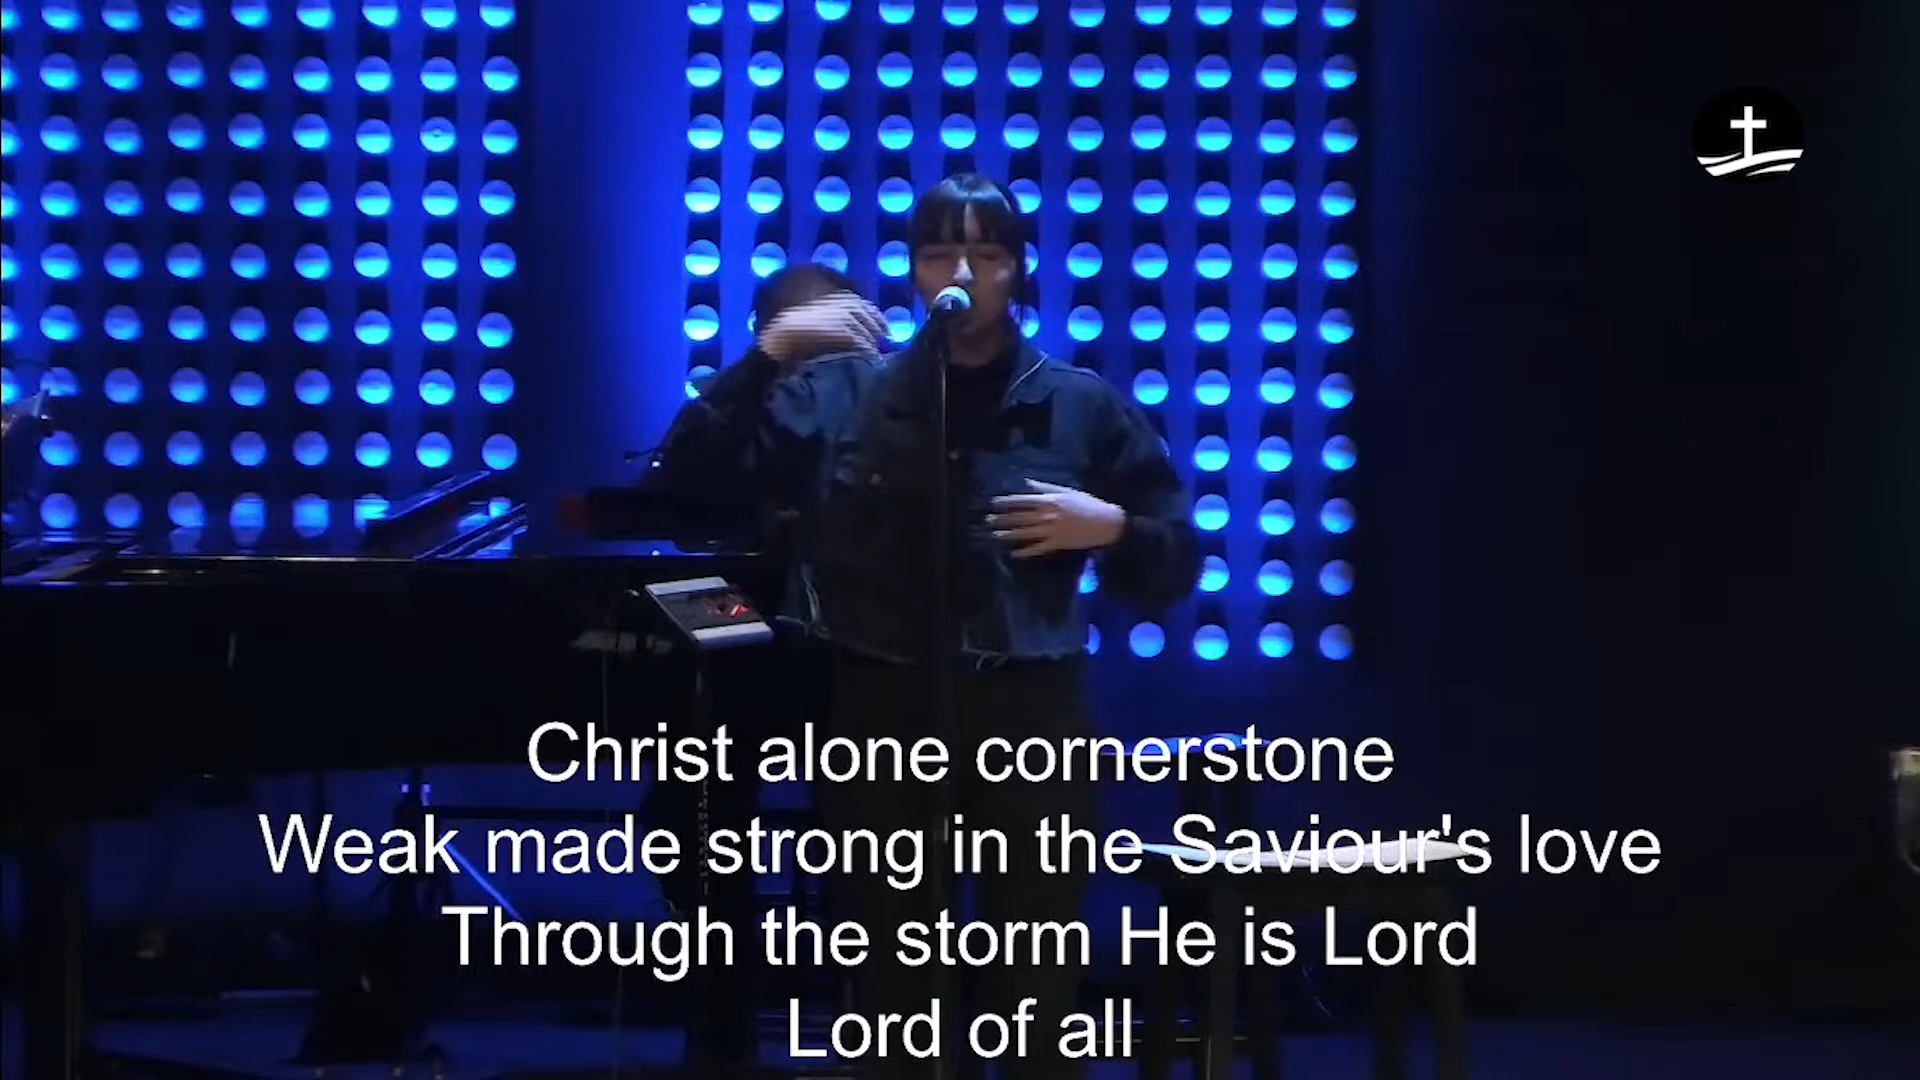 Christ alone cornerstone
Weak made strong in the Saviour's love
Through the storm He is Lord
Lord of all